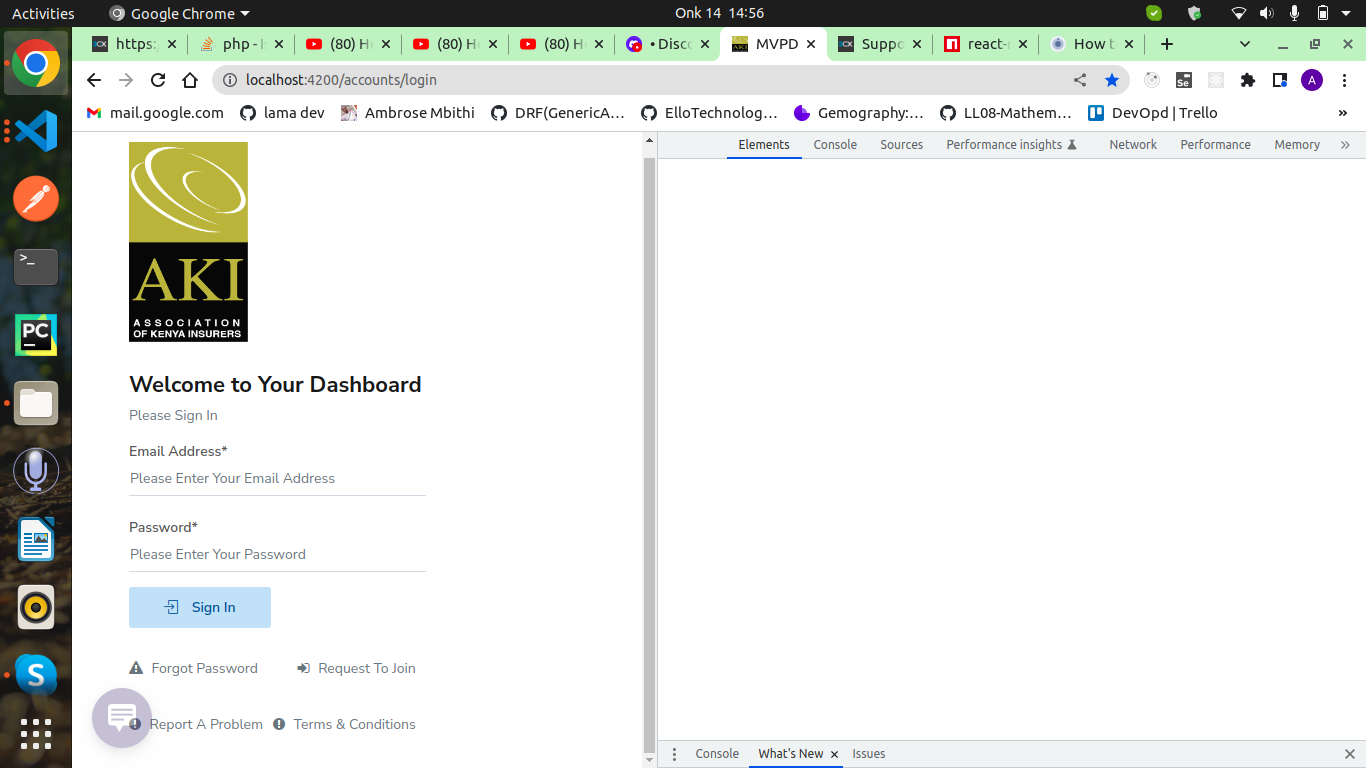 Activities
Google Chrome
Onk 14 14:56
https:/
php - I
(80) He
(80) He
(80) He
• Disco
MVPD
Suppo
react-n
How t
localhost:4200/accounts/login
A
mail.google.com
lama dev
Ambrose Mbithi
DRF(GenericA…
ElloTechnolog…
Gemography:…
LL08-Mathem…
DevOpd | Trello
»
Elements
Console
Sources
Performance insights
Network
Performance
Memory
»
AKI
ASSOCIATION
OF KENYA INSURERS
Welcome to Your Dashboard
Please Sign In
Email Address*
Please Enter Your Email Address
Password*
Please Enter Your Password
Sign In
Forgot Password
Request To Join
Report A Problem
Terms & Conditions
Console
What's New
Issues